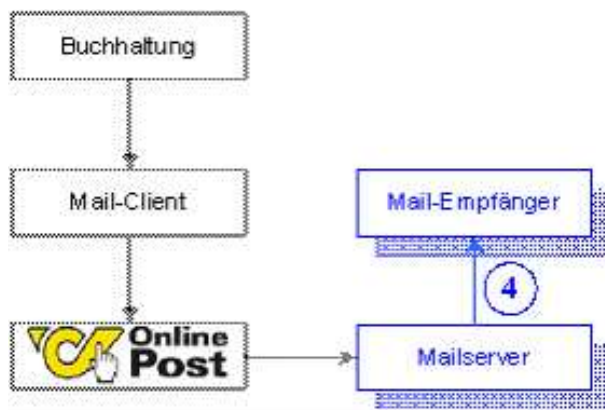 Buchhaltung
Mail-Client
Mail-Empfänger
4
Online
Post
Mailserver